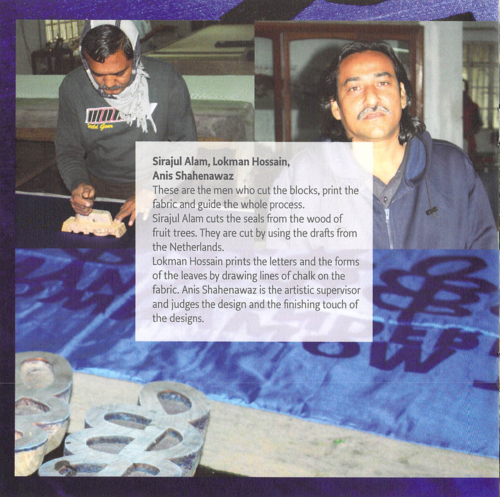 Sirajul Alam, Lokman Hossain,
Anis Shahenawaz
These are the men who cut the blocks, print the
fabric and guide the whole process.
Sirajul Alam cuts the seals from the wood of
fruit trees. They are cut by using the drafts from
the Netherlands.
Lokman Hossain prints the letters and the forms
of the leaves by drawing lines of chalk on the
fabric. Anis Shahenawaz is the artistic supervisor
and judges the design and the finishing touch of
the designs.